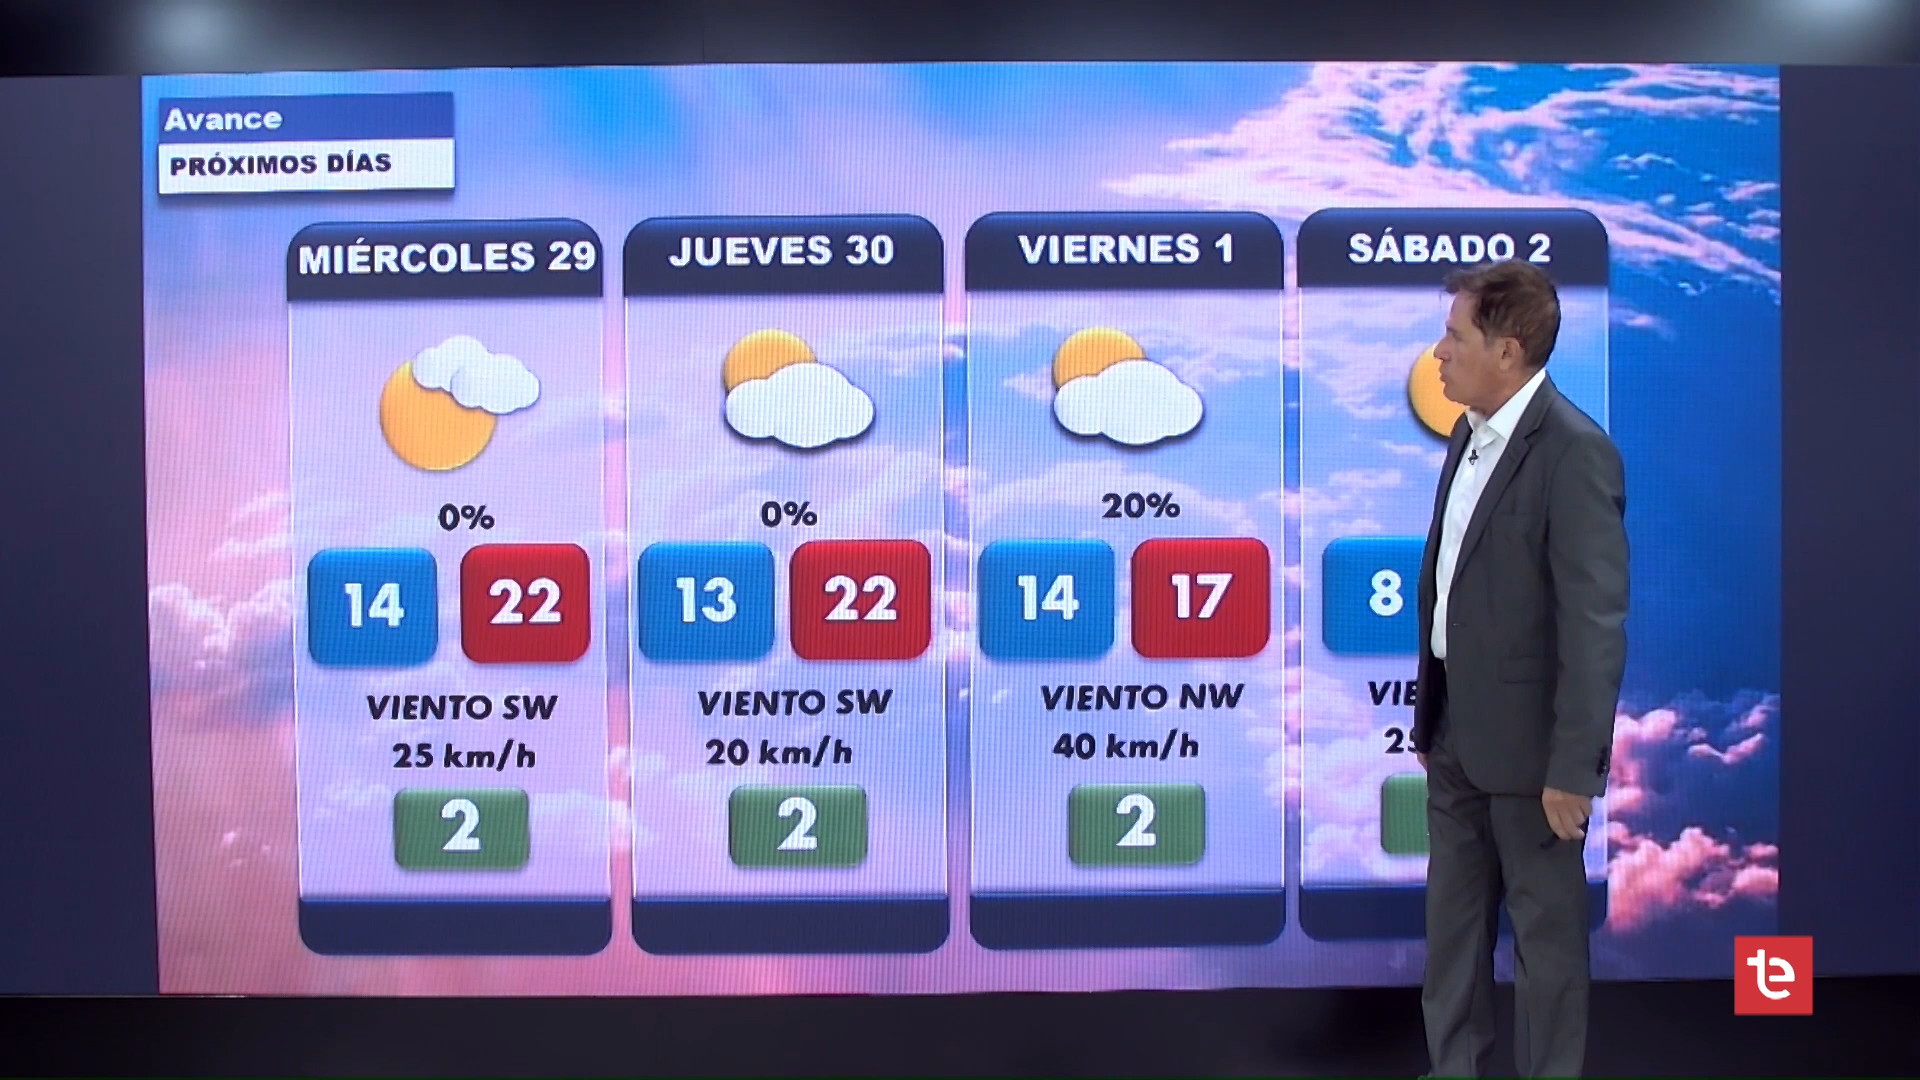 Avance
PRÓXIMOS DÍAS
MIÉRCOLES 29
0%
14 22
VIENTO SW
25 km/h
2
JUEVES 30
0%
13 22
VIENTO SW
20 km/h
2
VIERNES 1
20%
14 17
VIENTO NW
40 km/h
2
SÁBADO 2
8
te